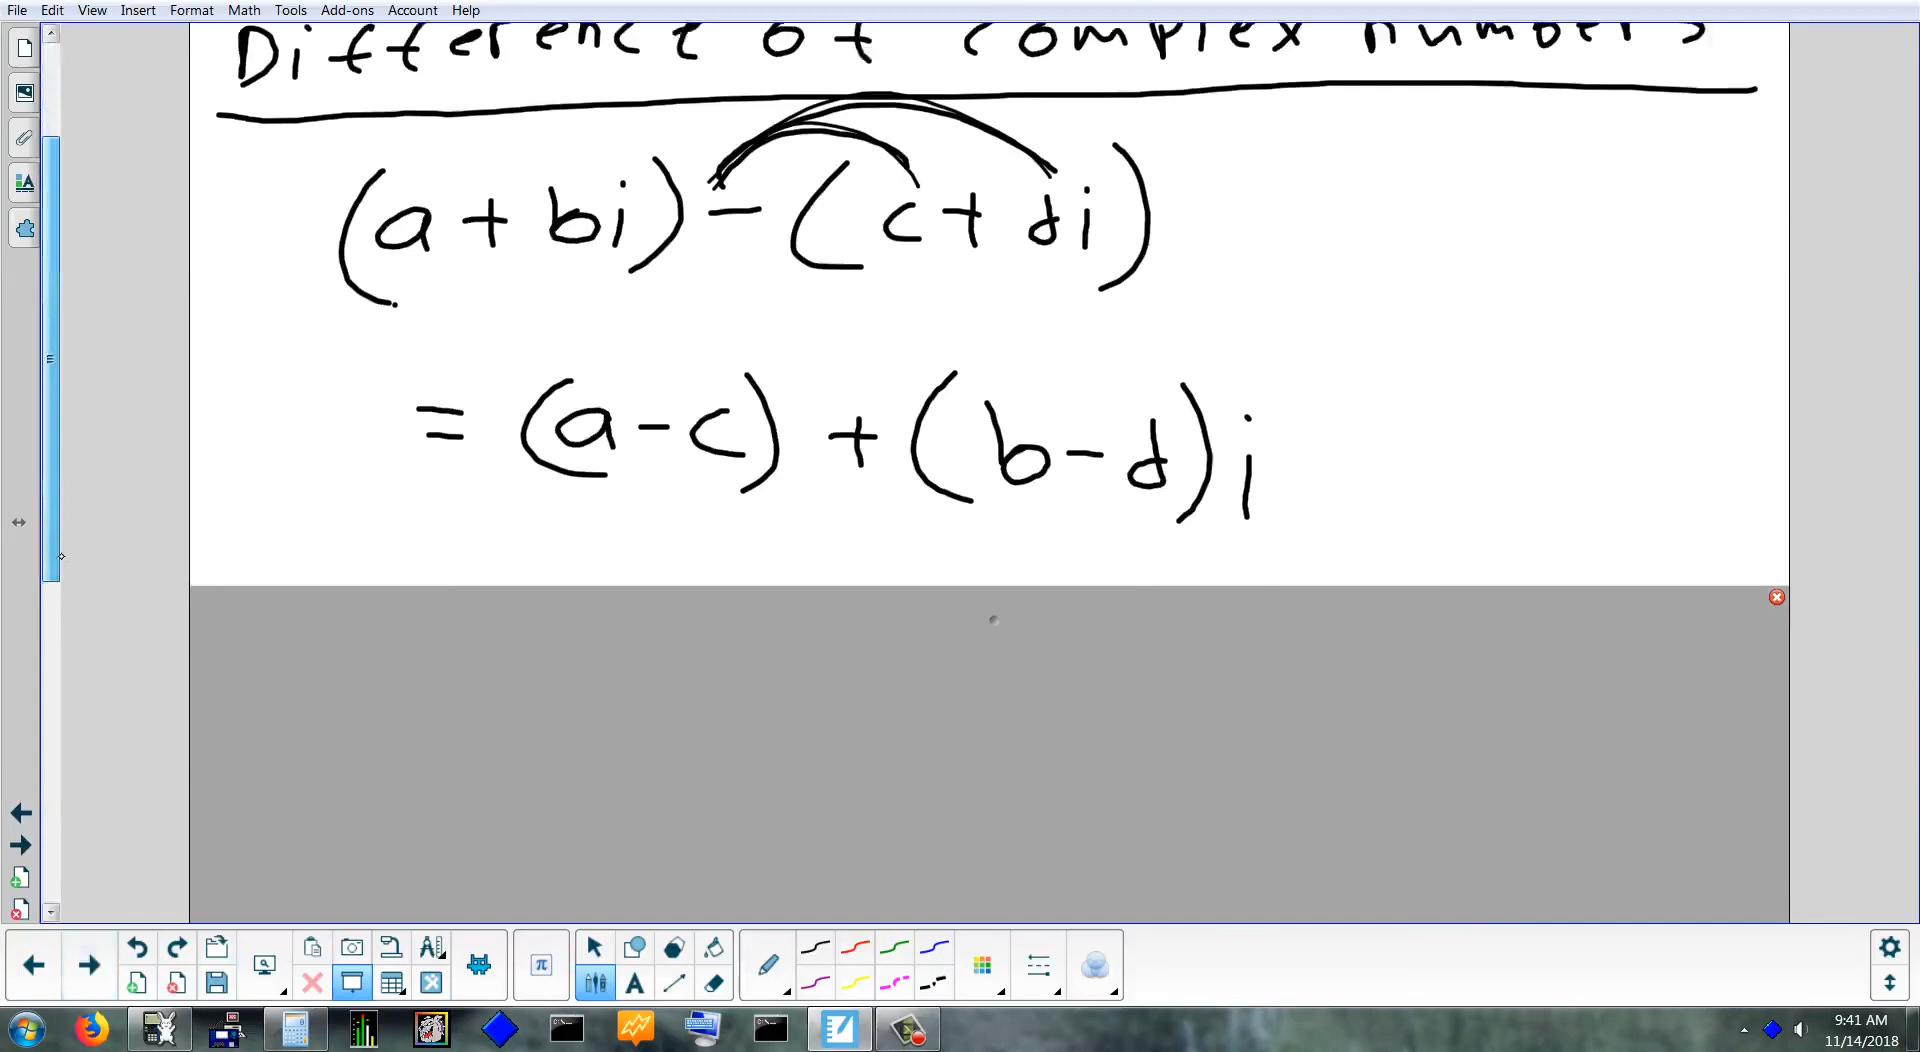 File Edit View Insert Format Math Tools Add-ons Account Help
Difference of complex numbers
(a + bi) - (c + di)
= (a - c) + (b - d) i
9:41 AM
11/14/2018